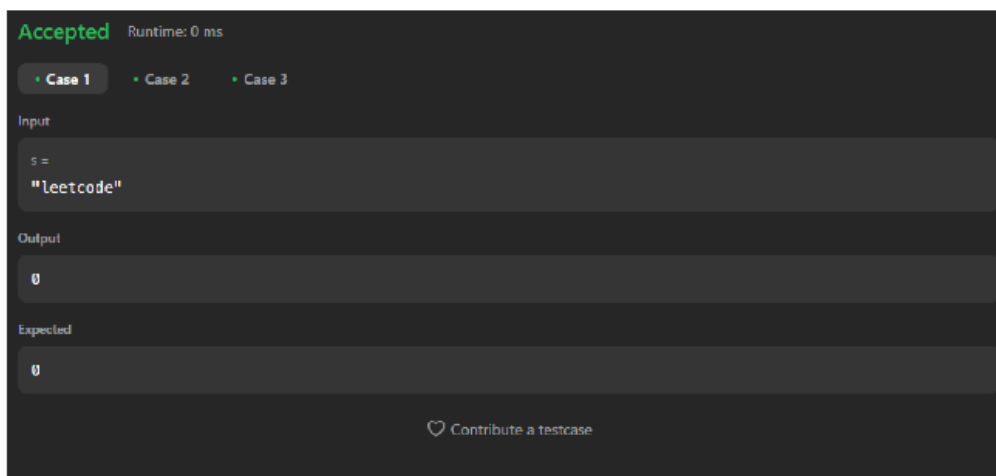 Accepted Runtime: 0 ms
• Case 1 • Case 2 • Case 3
Input
s =
"leetcode"
Output
0
Expected
0
Contribute a testcase